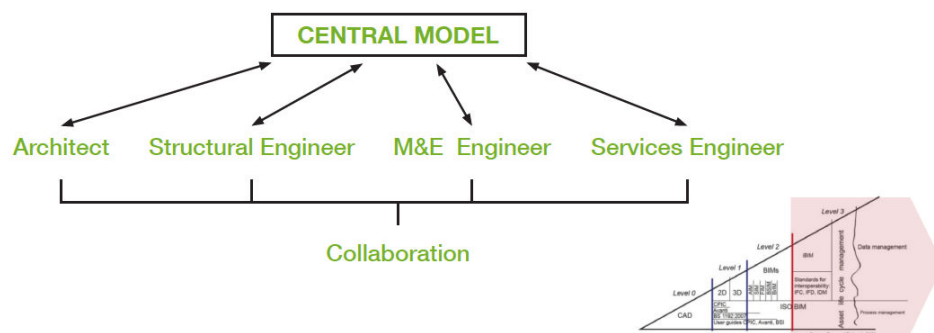 CENTRAL MODEL
Architect Structural Engineer M&E Engineer Services Engineer
Collaboration
Level 3
Level 2
Level 1
Level 0
BIM
Data management
BIMs
2D 3D
Standards for
interoperability:
IFC, IFD, IDM
Asset life cycle management
CAD
CPIC
Avanti
BS 1192:2007
User guides CPIC, Avanti, BSI
ISO BIM
Process management